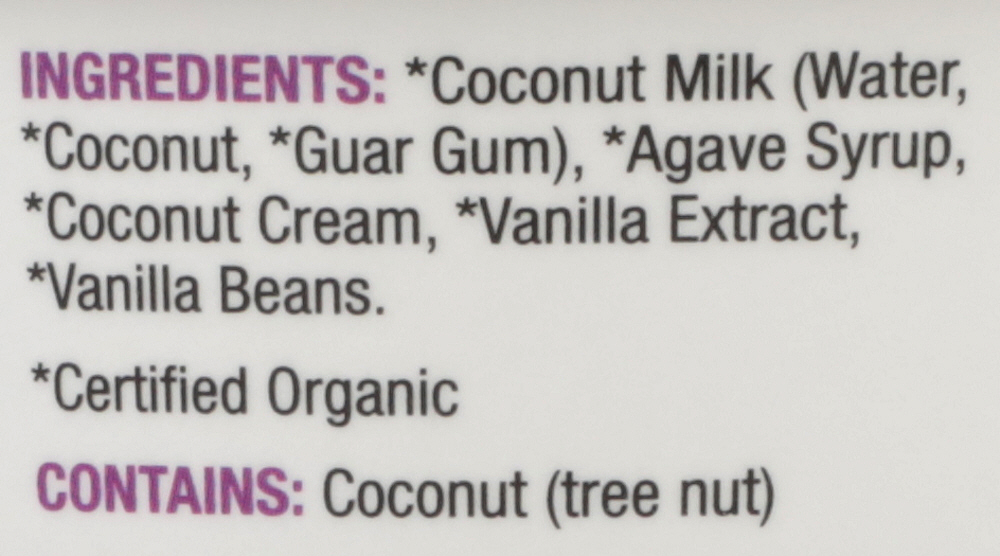 INGREDIENTS: *Coconut Milk (Water,
*Coconut, *Guar Gum), *Agave Syrup,
*Coconut Cream, *Vanilla Extract,
*Vanilla Beans.
*Certified Organic
CONTAINS: Coconut (tree nut)